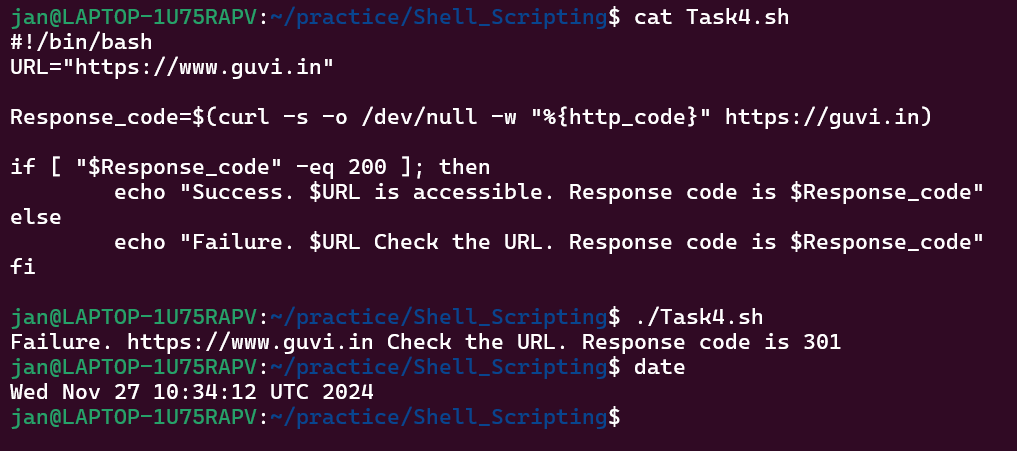 jan@LAPTOP-1U75RAPV:~/practice/Shell_Scripting$ cat Task4.sh
#!/bin/bash
URL="https://www.guvi.in"

Response_code=$(curl -s -o /dev/null -w "%{http_code}" https://guvi.in)

if [ "$Response_code" -eq 200 ]; then
        echo "Success. $URL is accessible. Response code is $Response_code"
else
        echo "Failure. $URL Check the URL. Response code is $Response_code"
fi

jan@LAPTOP-1U75RAPV:~/practice/Shell_Scripting$ ./Task4.sh
Failure. https://www.guvi.in Check the URL. Response code is 301
jan@LAPTOP-1U75RAPV:~/practice/Shell_Scripting$ date
Wed Nov 27 10:34:12 UTC 2024
jan@LAPTOP-1U75RAPV:~/practice/Shell_Scripting$